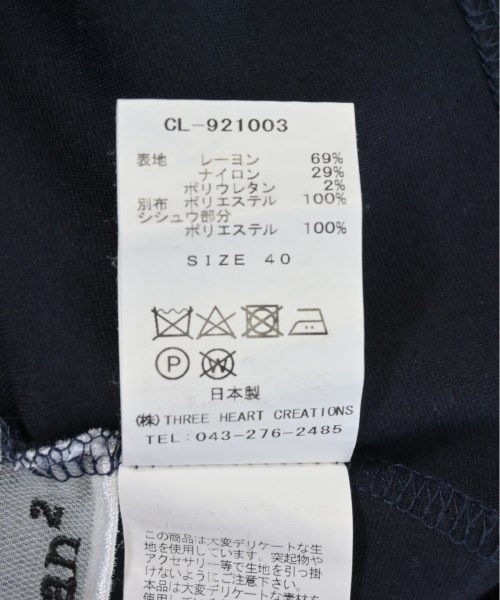 CL-921003
表地 レーヨン 69%
ナイロン 29%
ポリウレタン 2%
別布 ポリエステル 100%
シシュウ部分
ポリエステル 100%
SIZE 40
P W
日本製
(株) THREE HEART CREATIONS
TEL: 043-276-2485
an²
この商品は大変デリケートな生
地を使用しています。突起物や
アクセサリー等で生地を引っ掛
けないようにご注意下さい。
本品は大変デリケートな素材を